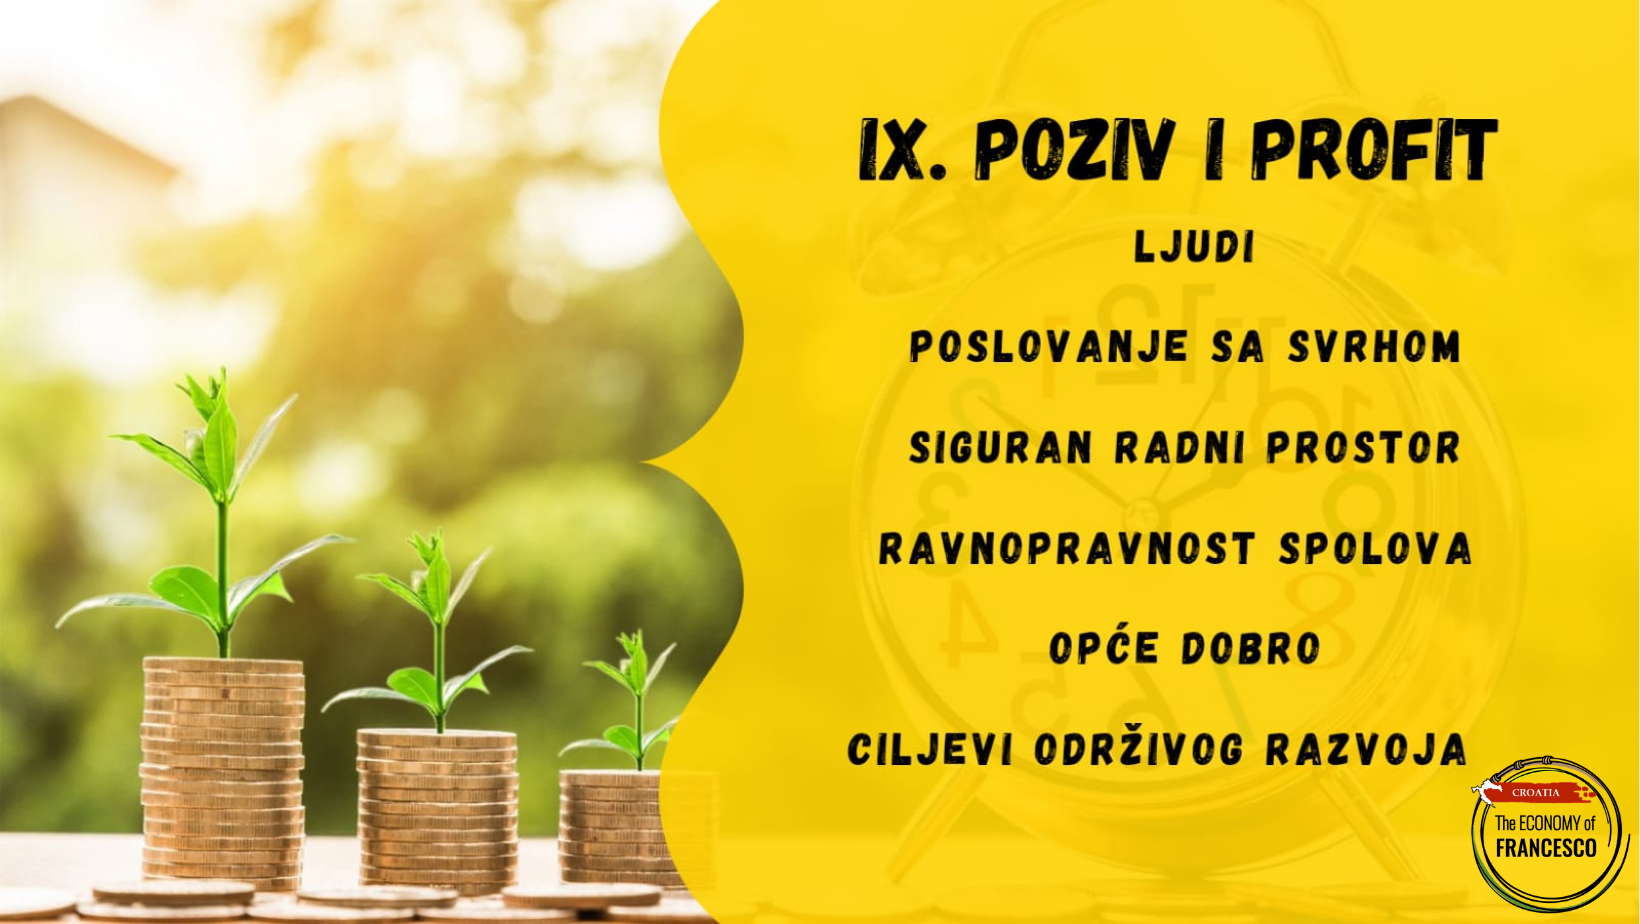 IX. POZIV I PROFIT
LJUDI
POSLOVANJE SA SVRHOM
SIGURAN RADNI PROSTOR
RAVNOPRAVNOST SPOLOVA
OPĆE DOBRO
CILJEVI ODRŽIVOG RAZVOJA
CROATIA
The ECONOMY of
FRANCESCO